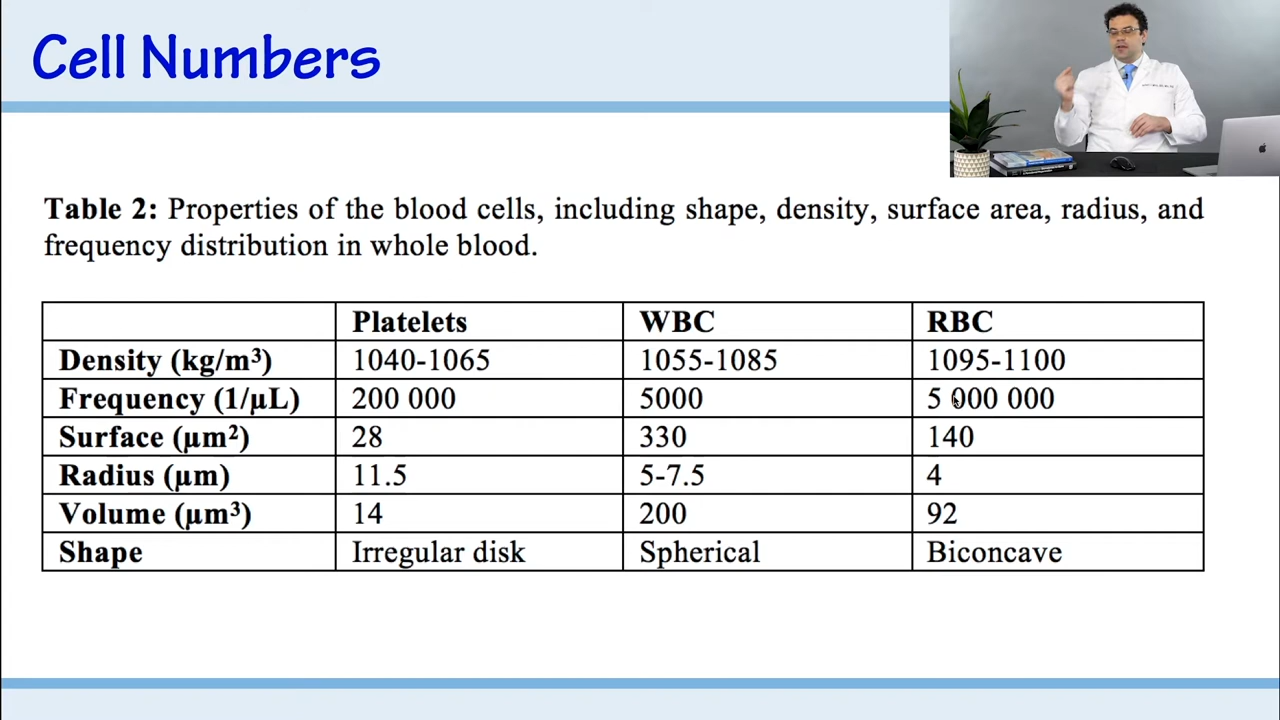 Cell Numbers
Table 2: Properties of the blood cells, including shape, density, surface area, radius, and
frequency distribution in whole blood.
Platelets WBC RBC
Density (kg/m³) 1040-1065 1055-1085 1095-1100
Frequency (1/µL) 200 000 5000 5 000 000
Surface (µm²) 28 330 140
Radius (µm) 11.5 5-7.5 4
Volume (µm³) 14 200 92
Shape Irregular disk Spherical Biconcave